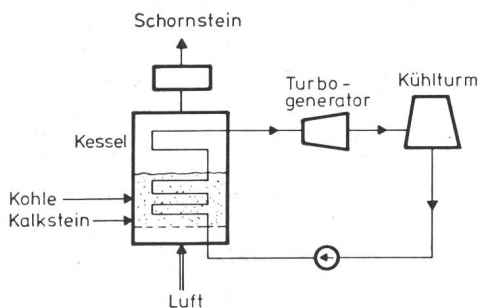 Schornstein
Turbo-
generator
Kühlturm
Kessel
Kohle
Kalkstein
Luft